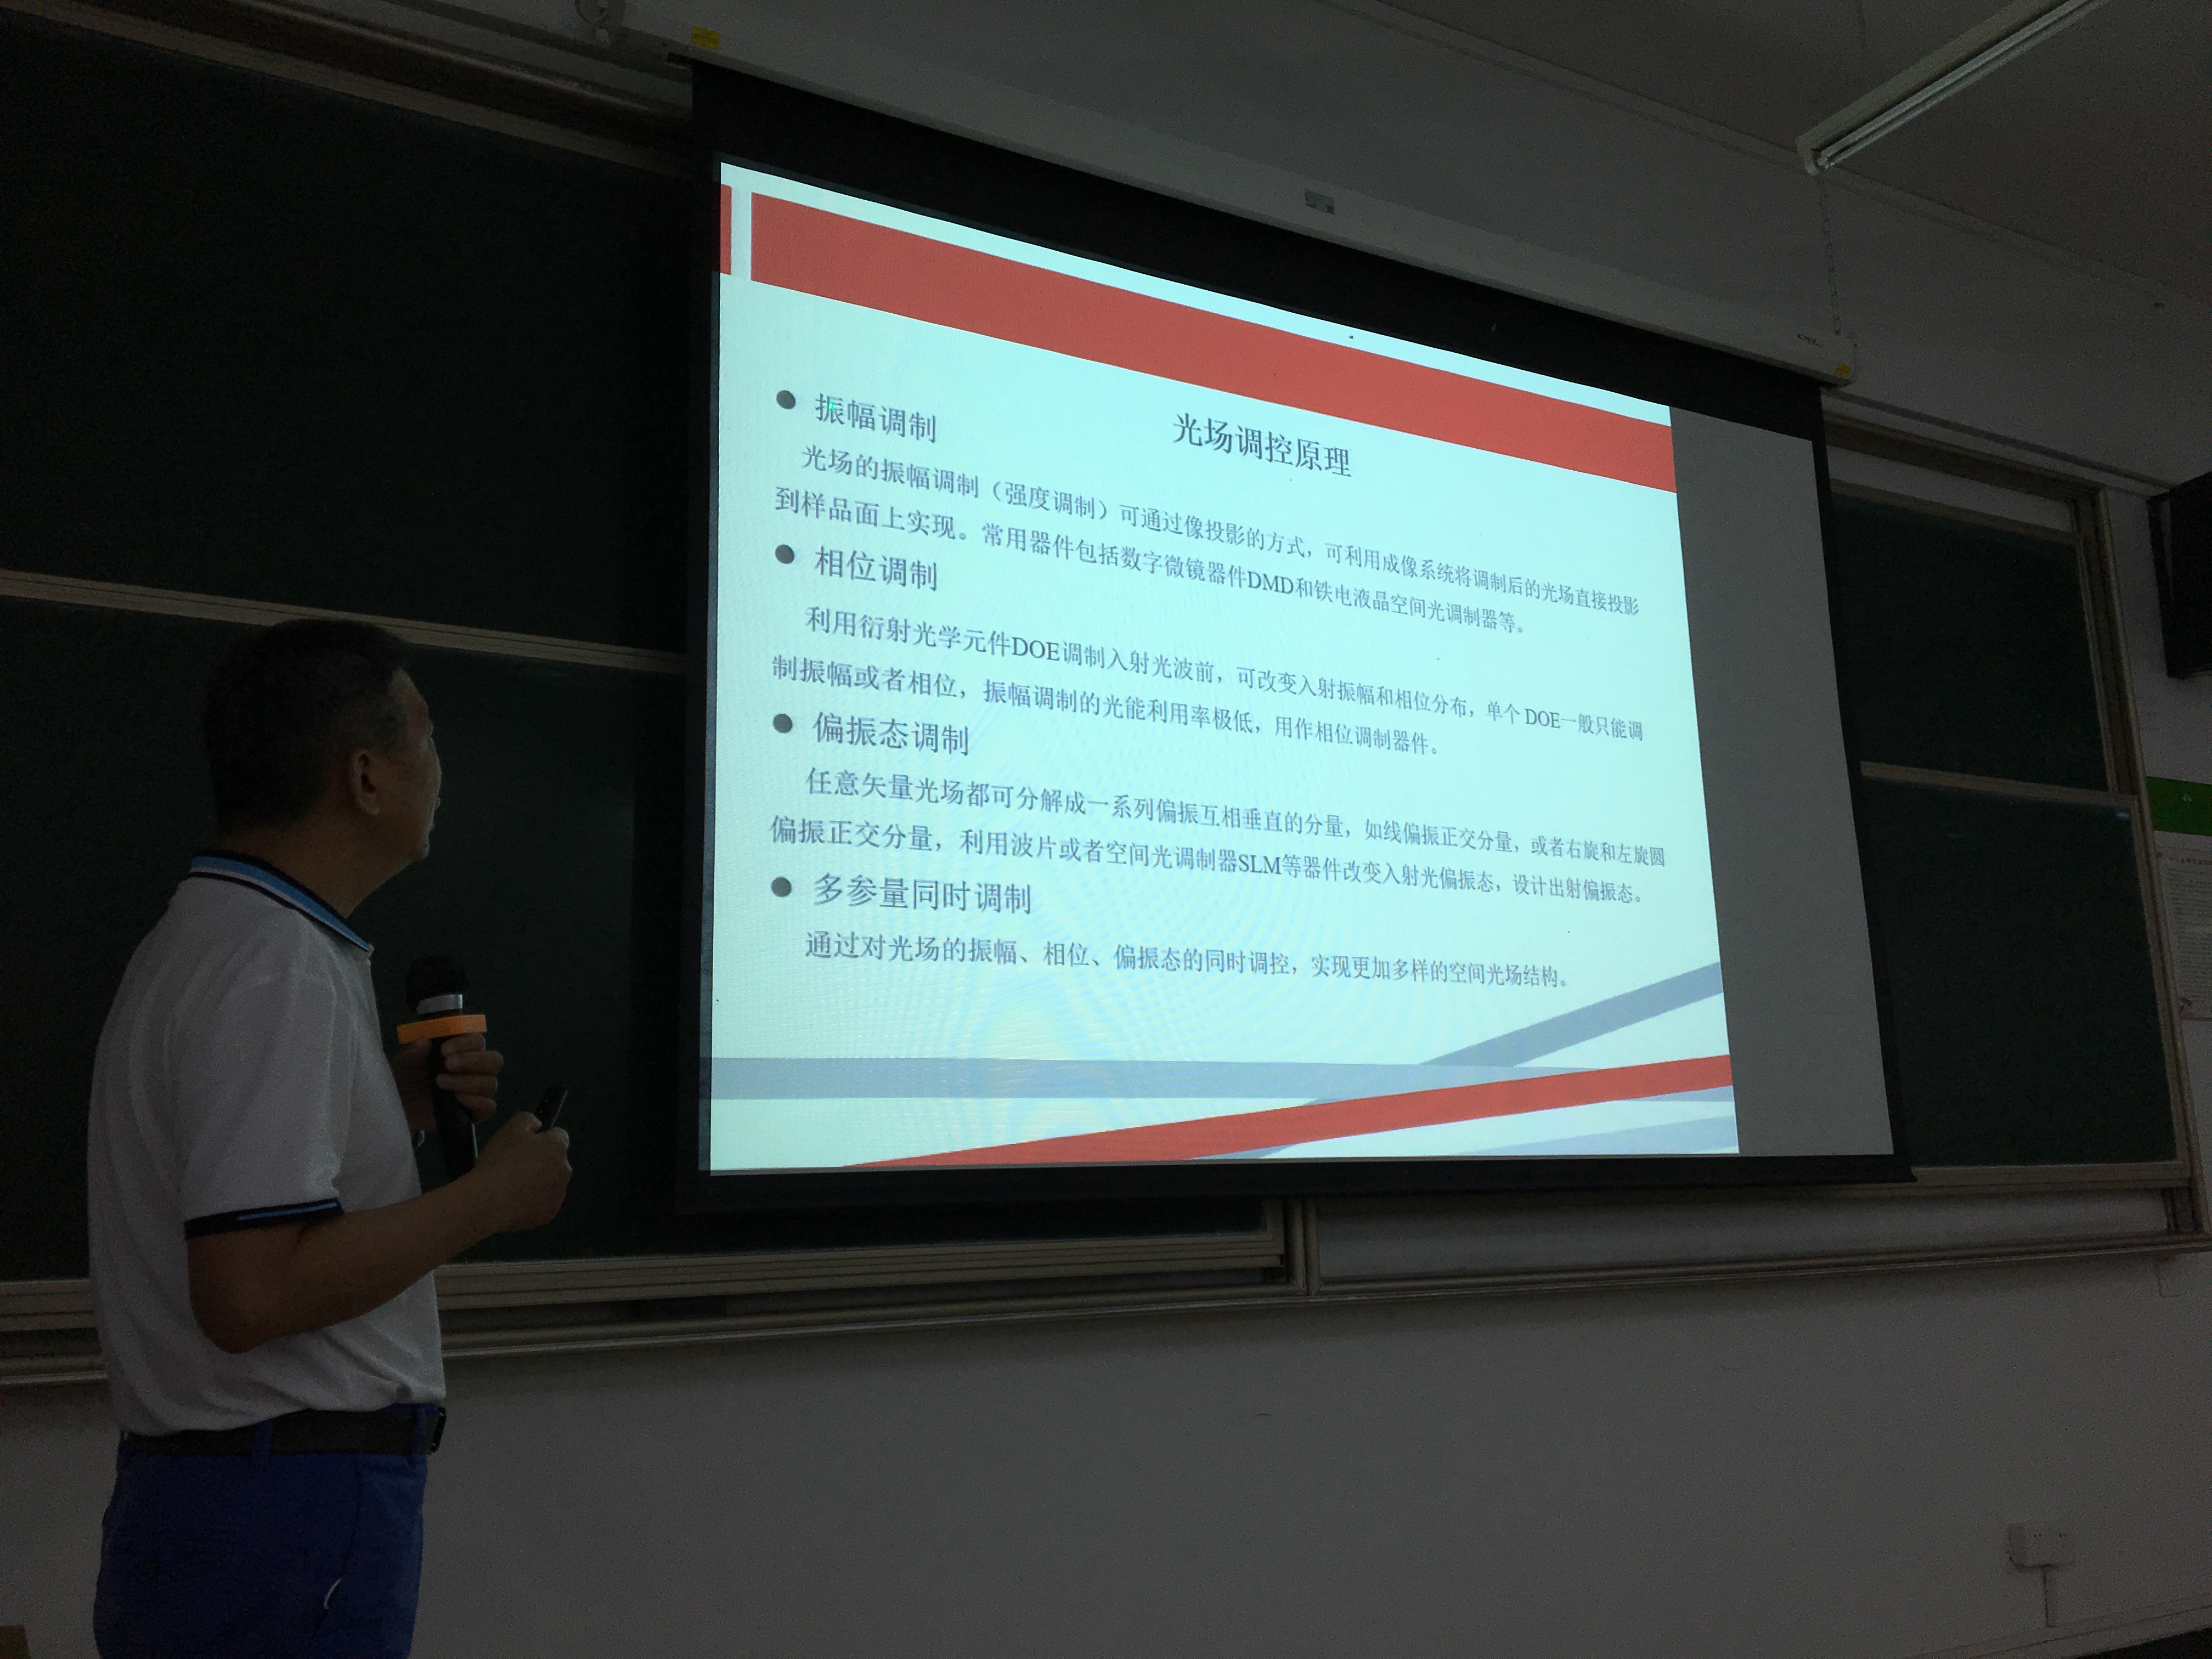 光场调控原理
振幅调制
光场的振幅调制（强度调制）可通过像投影的方式，可利用成像系统将调制后的光场直接投影
到样品面上实现。常用器件包括数字微镜器件DMD和铁电液晶空间光调制器等。
相位调制
利用衍射光学元件DOE调制入射光波前，可改变入射振幅和相位分布，单个 DOE一般只能调
制振幅或者相位，振幅调制的光能利用率极低，用作相位调制器件。
偏振态调制
任意矢量光场都可分解成一系列偏振互相垂直的分量，如线偏振正交分量，或者右旋和左旋圆
偏振正交分量，利用波片或者空间光调制器SLM等器件改变入射光偏振态，设计出射偏振态。
多参量同时调制
通过对光场的振幅、相位、偏振态的同时调控，实现更加多样的空间光场结构。